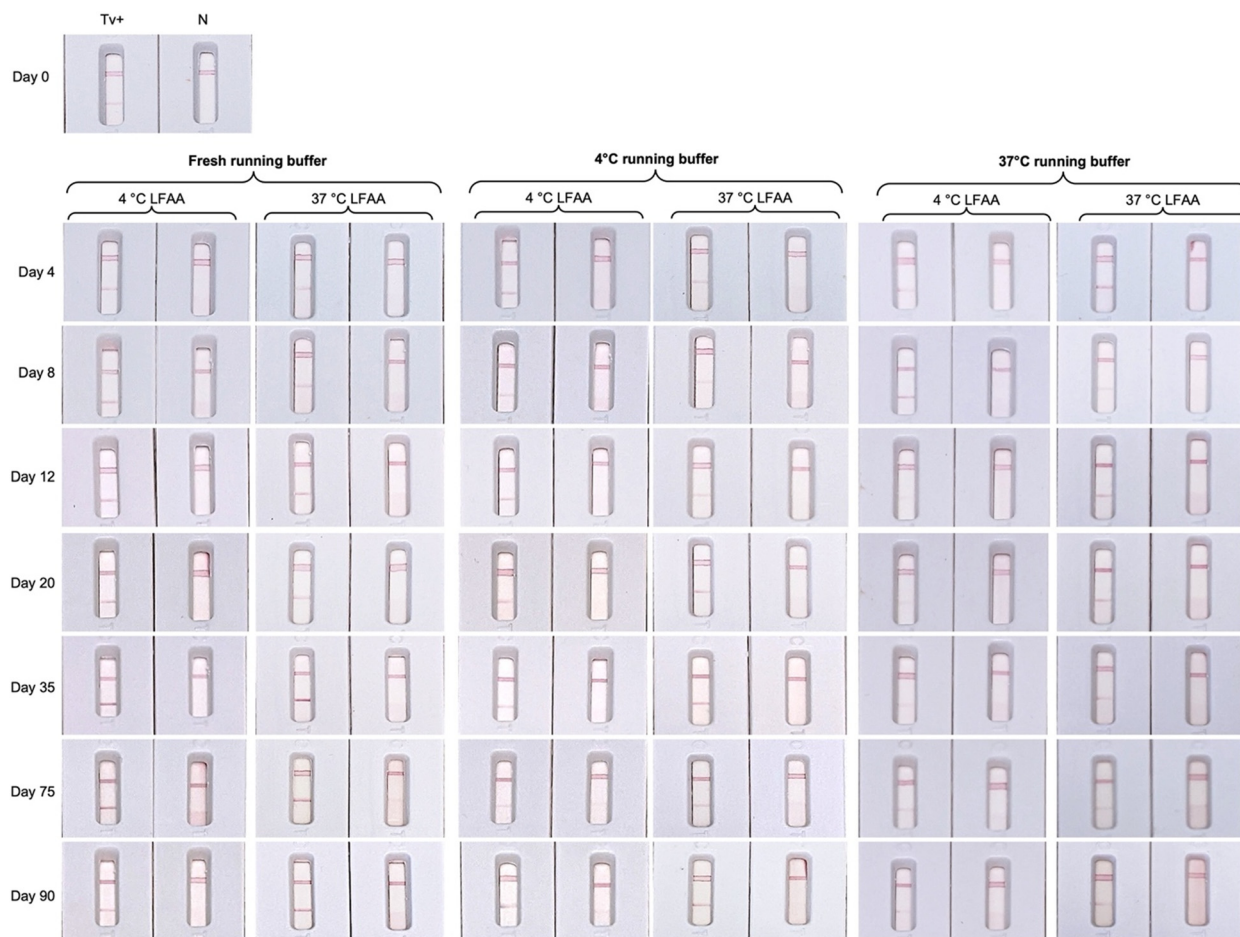 Tv+ N
Day 0
Fresh running buffer 4°C running buffer 37°C running buffer
4 °C LFAA 37 °C LFAA 4 °C LFAA 37 °C LFAA 4 °C LFAA 37 °C LFAA
Day 4
Day 8
Day 12
Day 20
Day 35
Day 75
Day 90